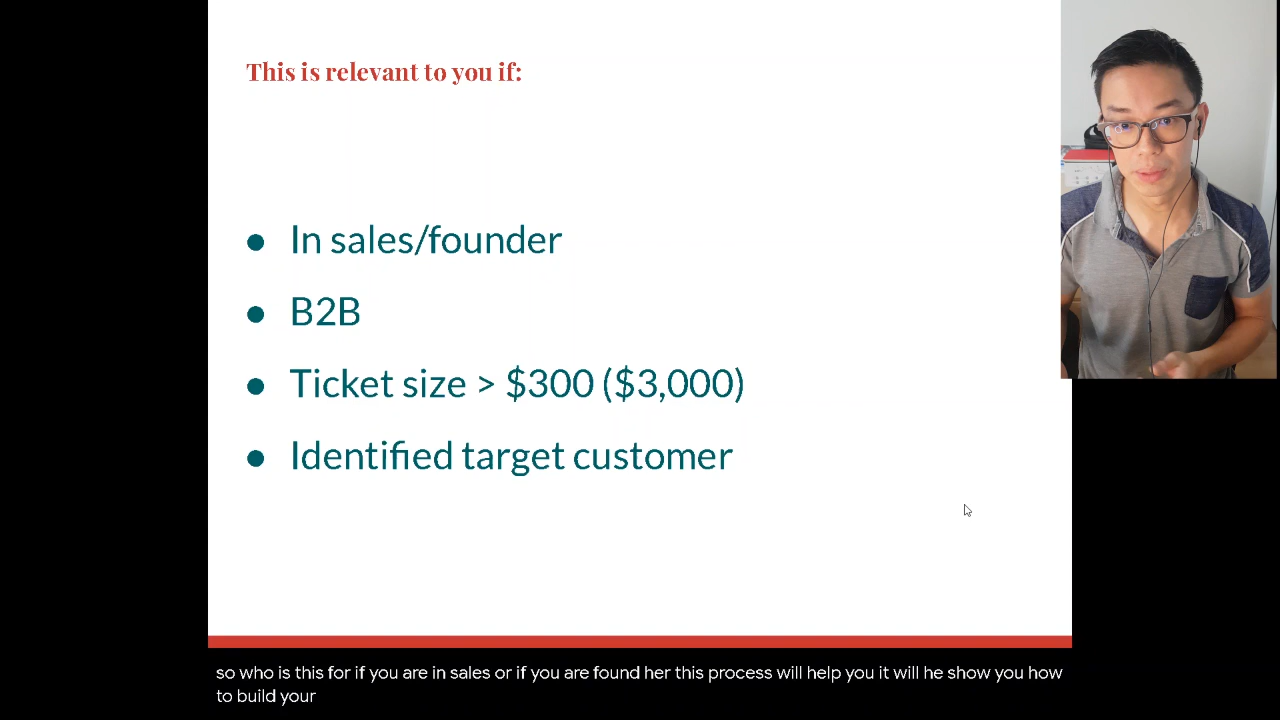 This is relevant to you if:
● In sales/founder
● B2B
● Ticket size > $300 ($3,000)
● Identified target customer
so who is this for if you are in sales or if you are found her this process will help you it will he show you how
to build your